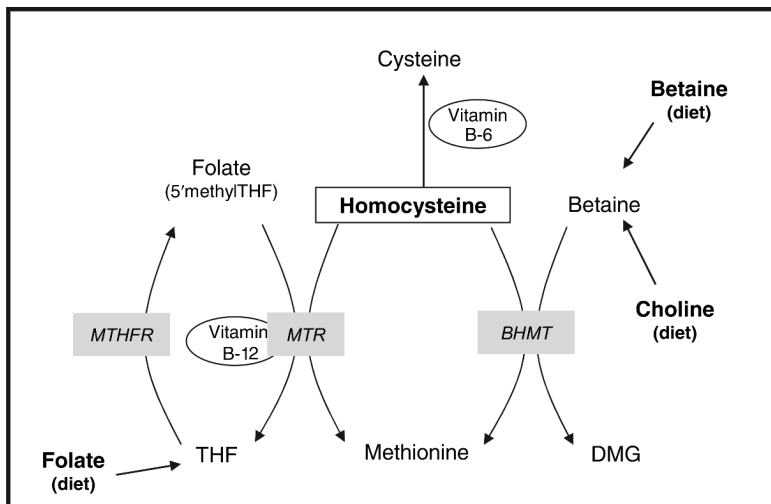 Cysteine
Vitamin
B-6
Betaine
(diet)
Folate
(5′methylTHF)
Homocysteine
Betaine
MTHFR
Vitamin
B-12
MTR
BHMT
Choline
(diet)
Folate
(diet)
THF
Methionine
DMG